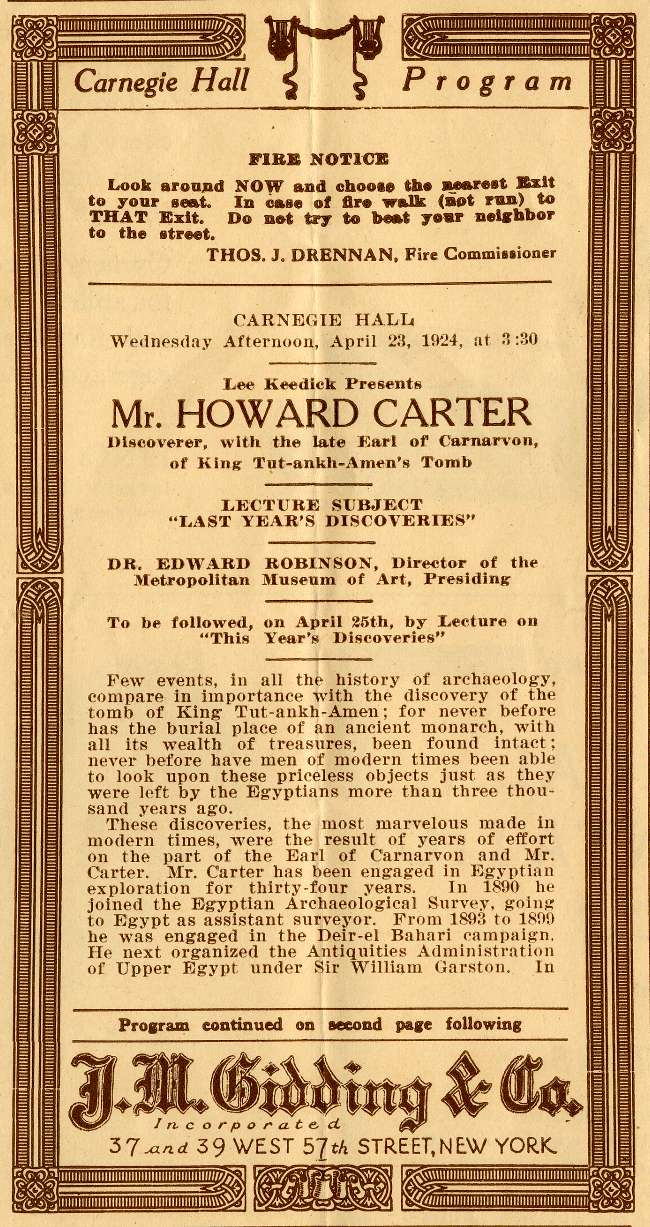 Carnegie Hall Program
FIRE NOTICE
Look around NOW and choose the nearest Exit
to your seat. In case of fire walk (not run) to
THAT Exit. Do not try to beat your neighbor
to the street.
THOS. J. DRENNAN, Fire Commissioner
CARNEGIE HALL
Wednesday Afternoon, April 23, 1924, at 3:30
Lee Keedick Presents
Mr. HOWARD CARTER
Discoverer, with the late Earl of Carnarvon,
of King Tut-ankh-Amen's Tomb
LECTURE SUBJECT
"LAST YEAR'S DISCOVERIES"
DR. EDWARD ROBINSON, Director of the
Metropolitan Museum of Art, Presiding
To be followed, on April 25th, by Lecture on
"This Year's Discoveries"
Few events, in all the history of archaeology,
compare in importance with the discovery of the
tomb of King Tut-ankh-Amen; for never before
has the burial place of an ancient monarch, with
all its wealth of treasures, been found intact;
never before have men of modern times been able
to look upon these priceless objects just as they
were left by the Egyptians more than three thou-
sand years ago.
These discoveries, the most marvelous made in
modern times, were the result of years of effort
on the part of the Earl of Carnarvon and Mr.
Carter. Mr. Carter has been engaged in Egyptian
exploration for thirty-four years. In 1890 he
joined the Egyptian Archaeological Survey, going
to Egypt as assistant surveyor. From 1893 to 1899
he was engaged in the Deir-el Bahari campaign.
He next organized the Antiquities Administration
of Upper Egypt under Sir William Garston. In
Program continued on second page following
J. M. Gidding & Co.
Incorporated
37 and 39 WEST 57th STREET, NEW YORK